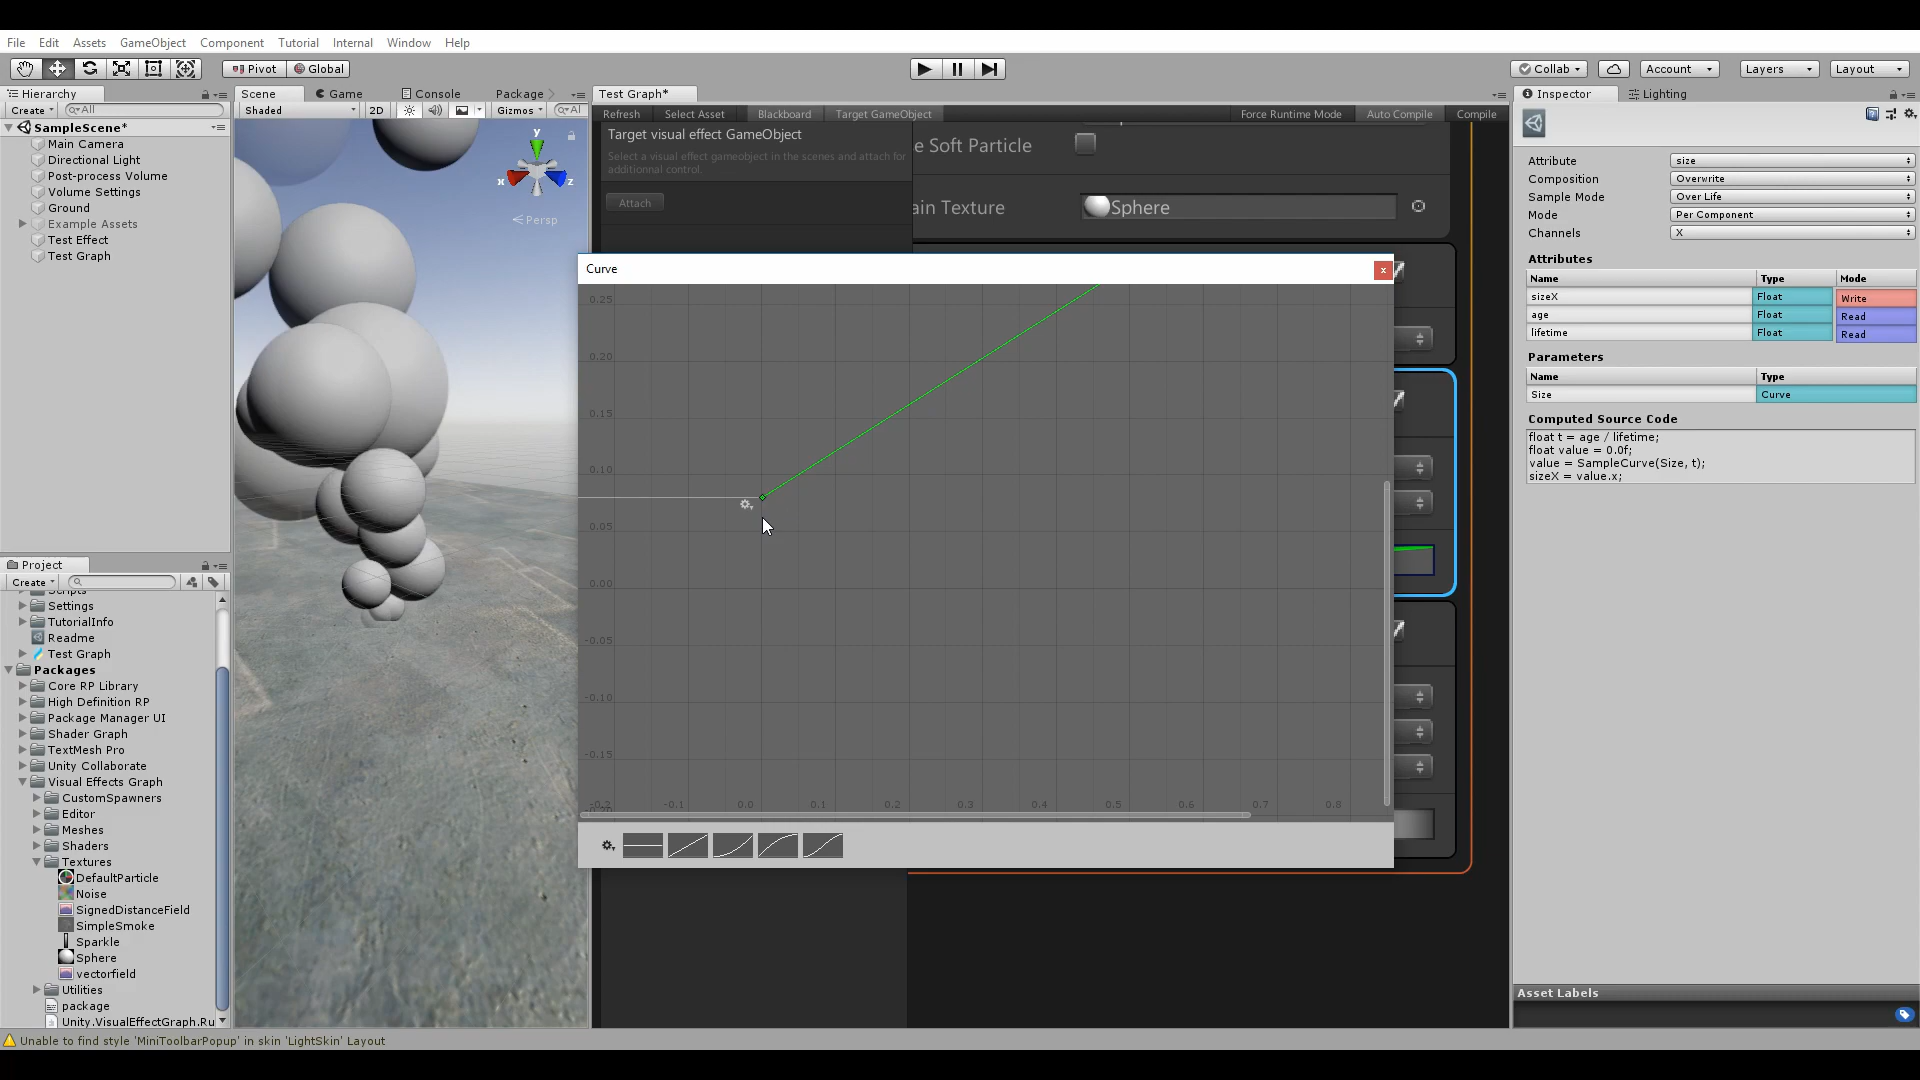 File Edit Assets GameObject Component Tutorial Internal Window Help
Pivot Global Collab Account Layers Layout
Hierarchy
Create All
SampleScene*
Main Camera
Directional Light
Post-process Volume
Volume Settings
Ground
Example Assets
Test Effect
Test Graph
Scene Game Console Package
Shaded 2D Gizmos All
y
x z
Persp
Test Graph*
Refresh Select Asset Blackboard Target GameObject Force Runtime Mode Auto Compile Compile
Target visual effect GameObject
Select a visual effect gameobject in the scenes and attach for
additionnal control.
Attach
e Soft Particle
ain Texture Sphere
Curve
x
0.25
0.20
0.15
0.10
0.05
0.00
-0.05
-0.10
-0.15
-0.2 -0.1 0.0 0.1 0.2 0.3 0.4 0.5 0.6 0.7 0.8
Inspector Lighting
Attribute size
Composition Overwrite
Sample Mode Over Life
Mode Per Component
Channels X
Attributes
Name Type Mode
sizeX Float Write
age Float Read
lifetime Float Read
Parameters
Name Type
Size Curve
Computed Source Code
float t = age / lifetime;
float value = 0.0f;
value = SampleCurve(Size, t);
sizeX = value.x;
Asset Labels
Project
Create
Scripts
Settings
TutorialInfo
Readme
Test Graph
Packages
Core RP Library
High Definition RP
Package Manager UI
Shader Graph
TextMesh Pro
Unity Collaborate
Visual Effects Graph
CustomSpawners
Editor
Meshes
Shaders
Textures
DefaultParticle
Noise
SignedDistanceField
SimpleSmoke
Sparkle
Sphere
vectorfield
Utilities
package
Unity.VisualEffectGraph.Ru
Unable to find style 'MiniToolbarPopup' in skin 'LightSkin' Layout